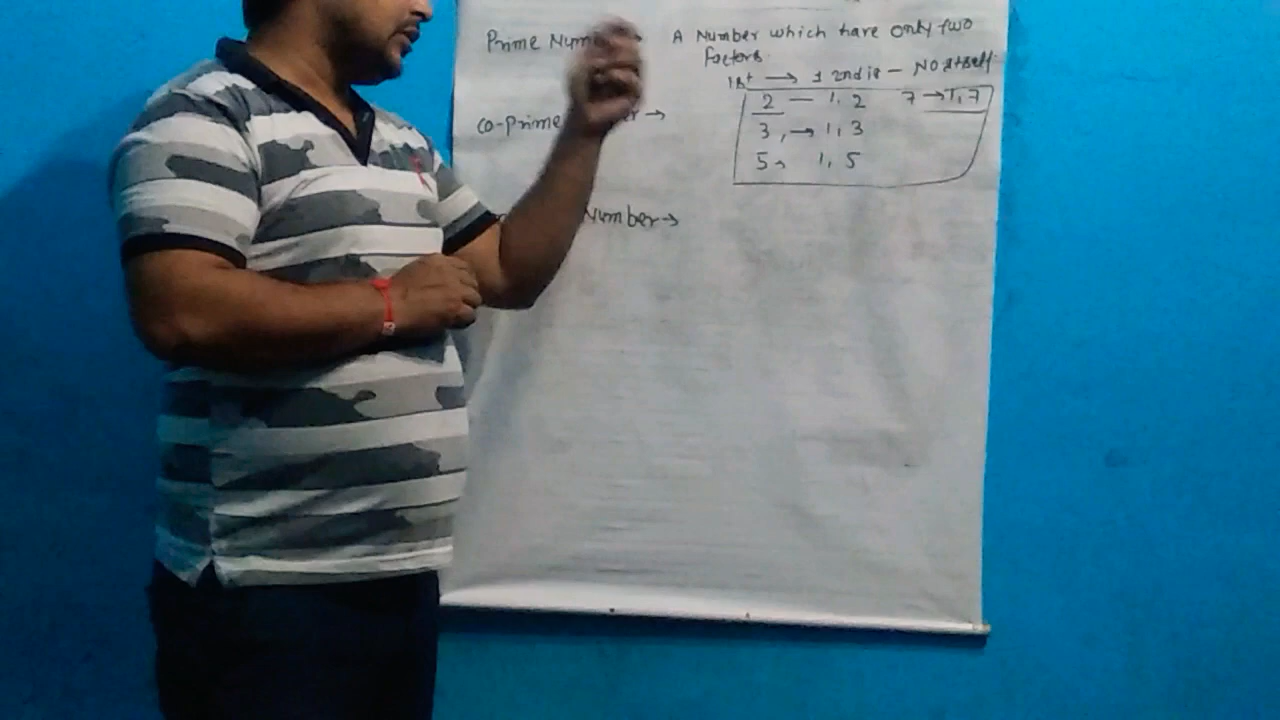 Prime Num → A Number which have only two
Factors.
1st → 1 2nd is - NO itself
2 — 1, 2 7 → 1, 7
co-Prime er →
3, → 1, 3
5, 1, 5
Number →